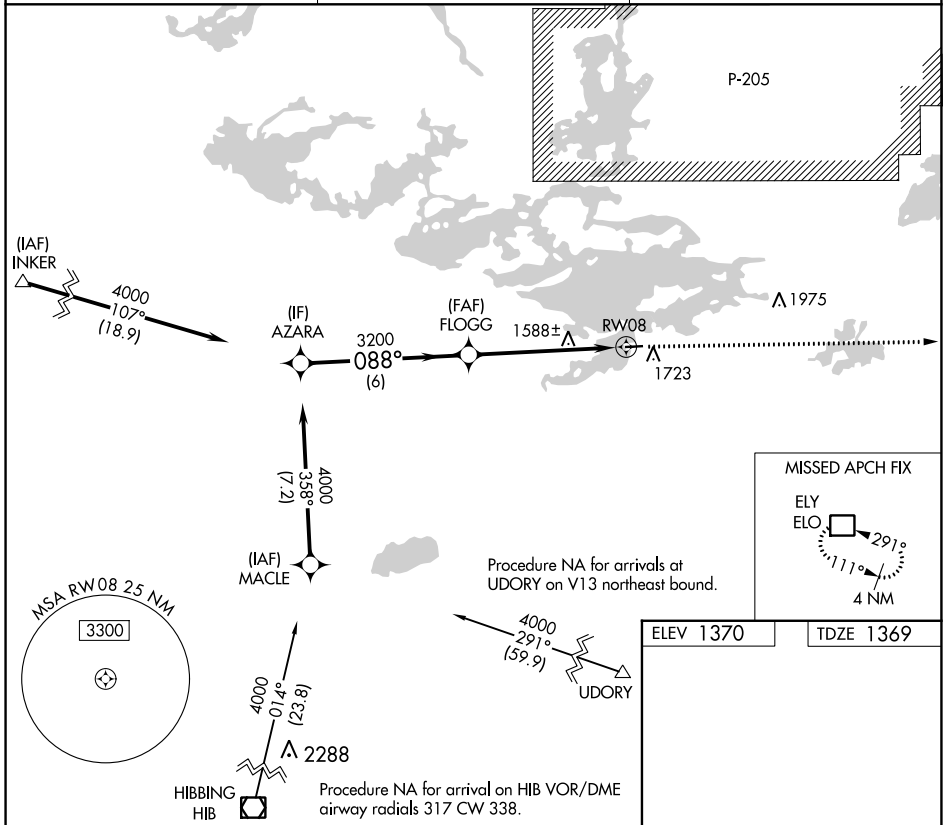 P-205
(IAF)
INKER
4000
107°
(18.9)
(IF)
AZARA
3200
088°
(6)
(FAF)
FLOGG
1588±
RW08
1975
1723
4000
358°
(7.2)
(IAF)
MACLE
MISSED APCH FIX
ELY
ELO
291°
111°
4 NM
Procedure NA for arrivals at
UDORY on V13 northeast bound.
4000
291°
(59.9)
UDORY
MSA RW08 25 NM
3300
ELEV 1370
TDZE 1369
4000
014°
(23.8)
2288
HIBBING
HIB
Procedure NA for arrival on HIB VOR/DME
airway radials 317 CW 338.